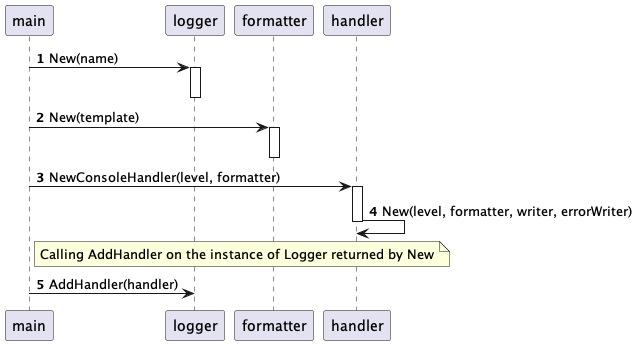 main logger formatter handler
1 New(name)
2 New(template)
3 NewConsoleHandler(level, formatter)
4 New(level, formatter, writer, errorWriter)
Calling AddHandler on the instance of Logger returned by New
5 AddHandler(handler)
main logger formatter handler